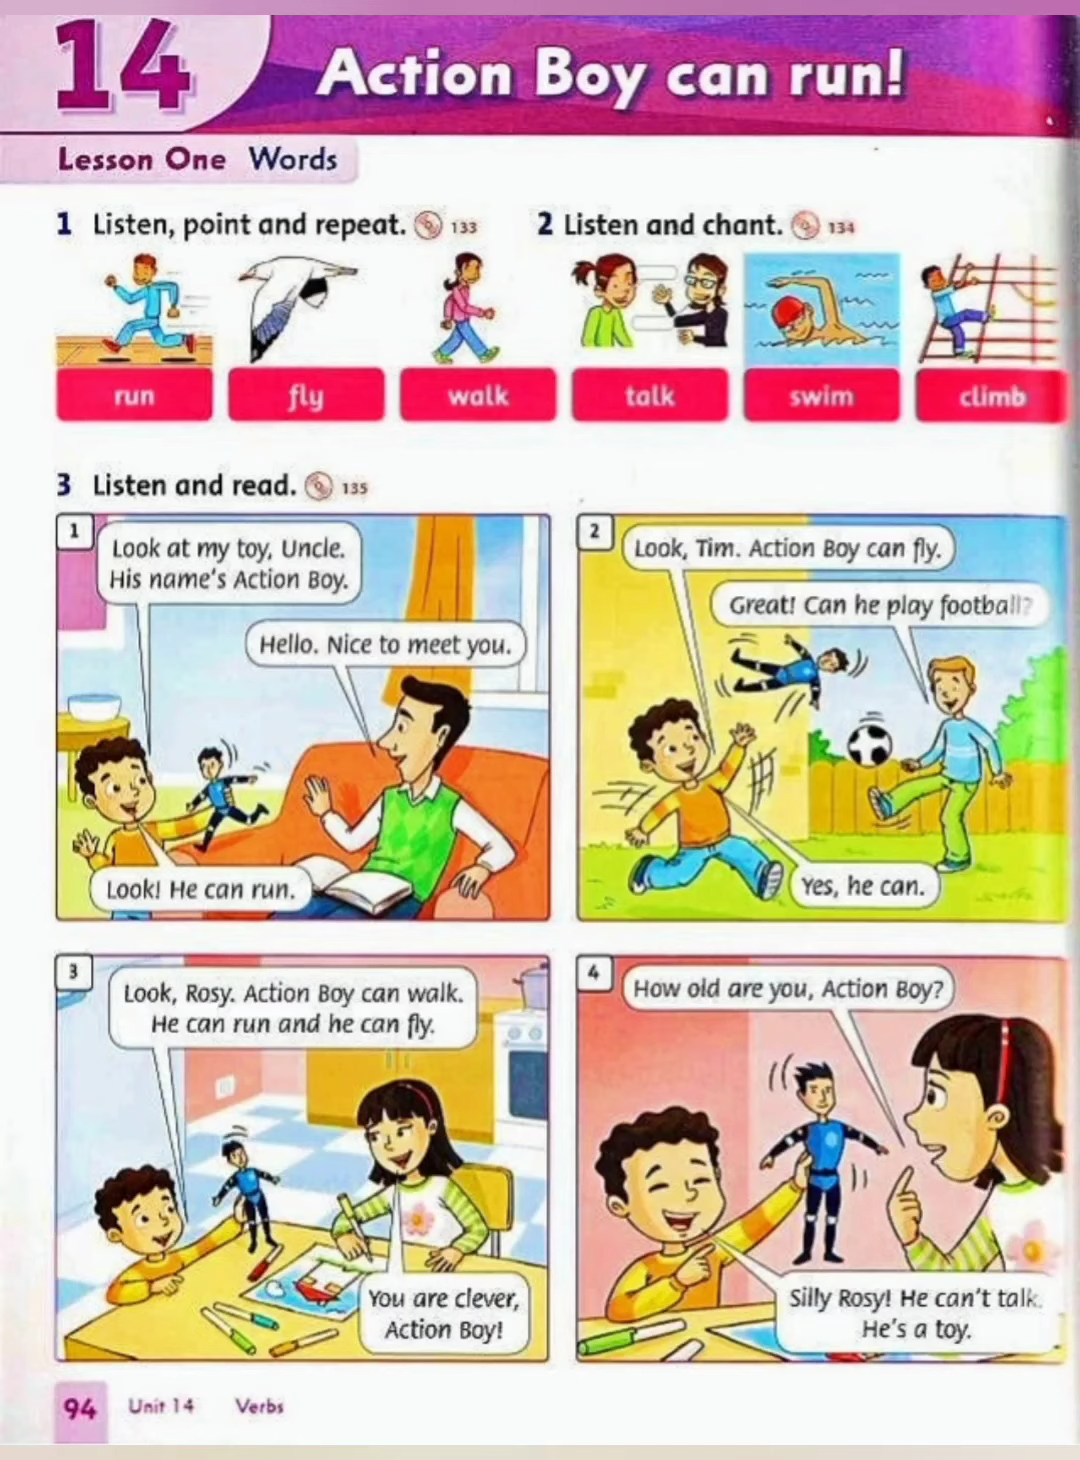 14
Action Boy can run!
Lesson One Words
1 Listen, point and repeat. 133
2 Listen and chant. 134
run
fly
walk
talk
swim
climb
3 Listen and read. 135
1
Look at my toy, Uncle.
His name's Action Boy.
Hello. Nice to meet you.
Look! He can run.
2
Look, Tim. Action Boy can fly.
Great! Can he play football?
Yes, he can.
3
Look, Rosy. Action Boy can walk.
He can run and he can fly.
You are clever,
Action Boy!
4
How old are you, Action Boy?
Silly Rosy! He can't talk.
He's a toy.
94 Unit 14 Verbs